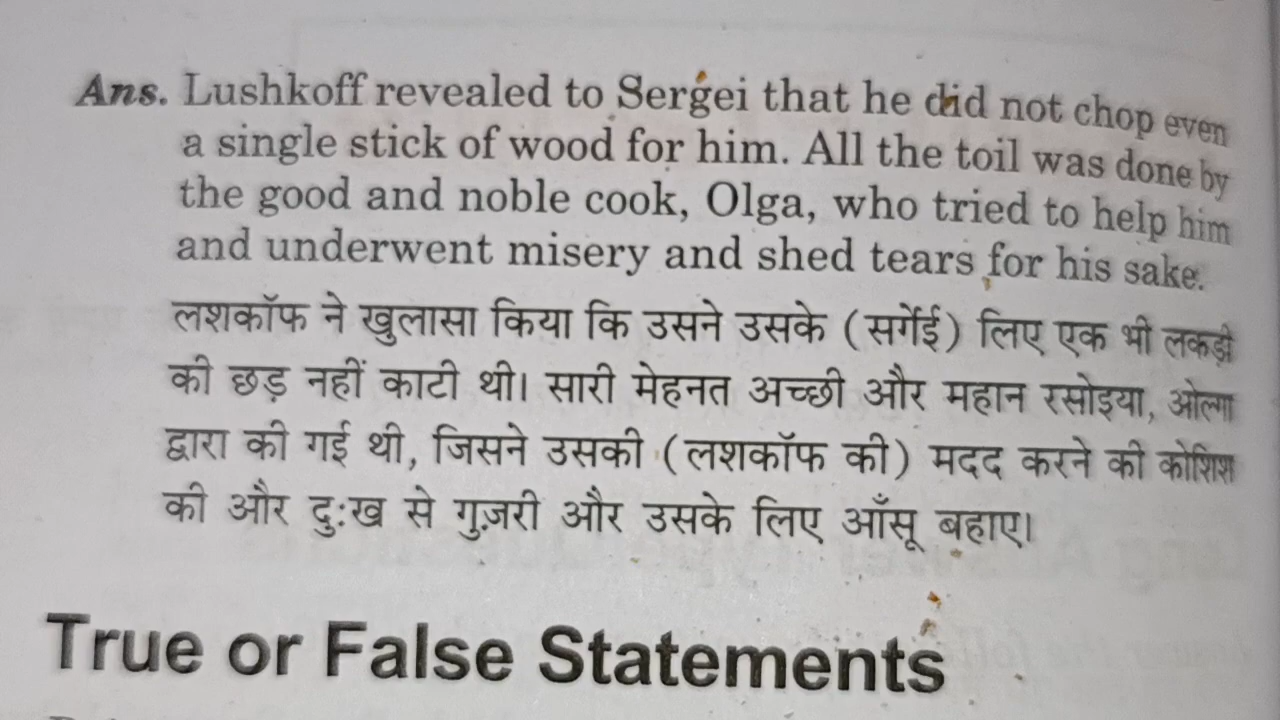 Ans. Lushkoff revealed to Sergei that he did not chop even
a single stick of wood for him. All the toil was done by
the good and noble cook, Olga, who tried to help him
and underwent misery and shed tears for his sake.
लशकॉफ ने खुलासा किया कि उसने उसके (सर्गेई) लिए एक भी लकड़ी
की छड़ नहीं काटी थी। सारी मेहनत अच्छी और महान रसोइया, ओल्गा
द्वारा की गई थी, जिसने उसकी (लशकॉफ की) मदद करने की कोशिश
की और दुःख से गुज़री और उसके लिए आँसू बहाए।
True or False Statements